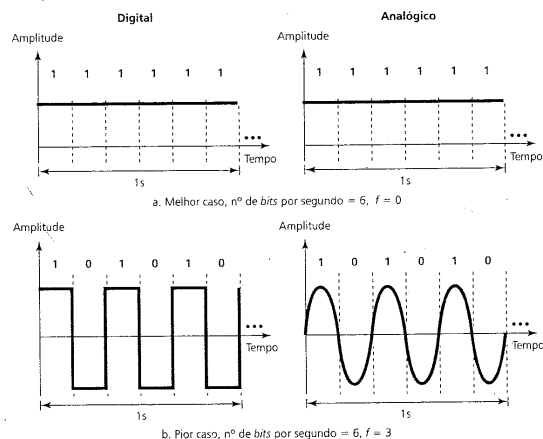 Digital
Analógico
Amplitude
Amplitude
1 1 1 1 1 1
1 1 1 1 1 1
...
...
Tempo
Tempo
1s
1s
a. Melhor caso, nº de bits por segundo = 6, f = 0
Amplitude
Amplitude
1 0 1 0 1 0
1 0 1 0 1 0
...
...
Tempo
Tempo
1s
1s
b. Pior caso, nº de bits por segundo = 6, f = 3